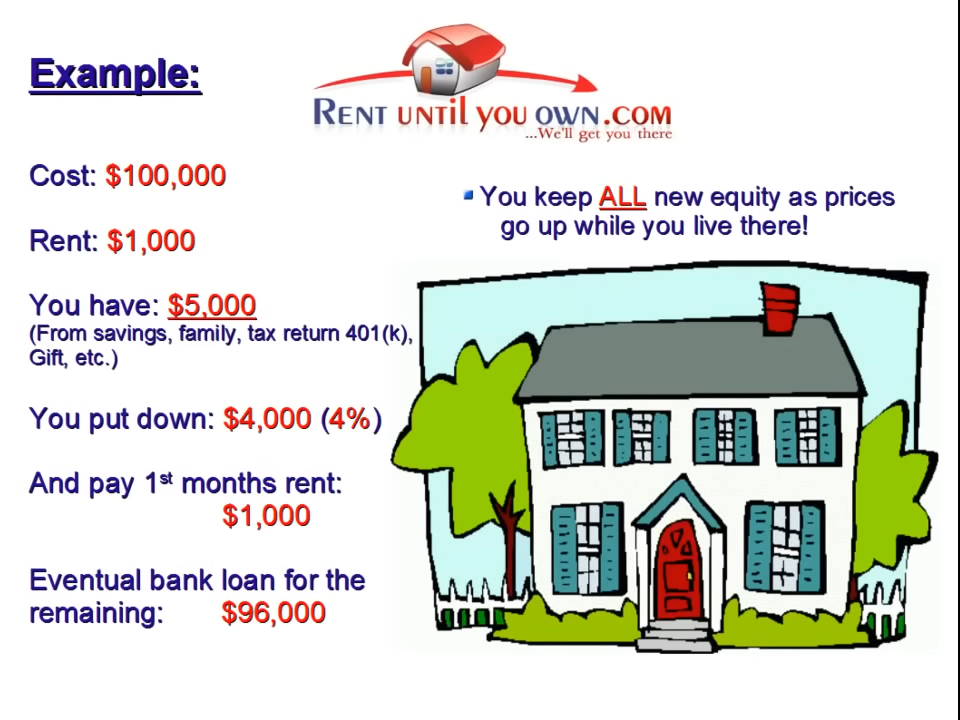 Example:
RENT UNTIL YOU OWN.COM
...We'll get you there
Cost: $100,000
Rent: $1,000
You have: $5,000
(From savings, family, tax return 401(k),
Gift, etc.)
You put down: $4,000 (4%)
And pay 1st months rent:
$1,000
Eventual bank loan for the
remaining: $96,000
You keep ALL new equity as prices
go up while you live there!